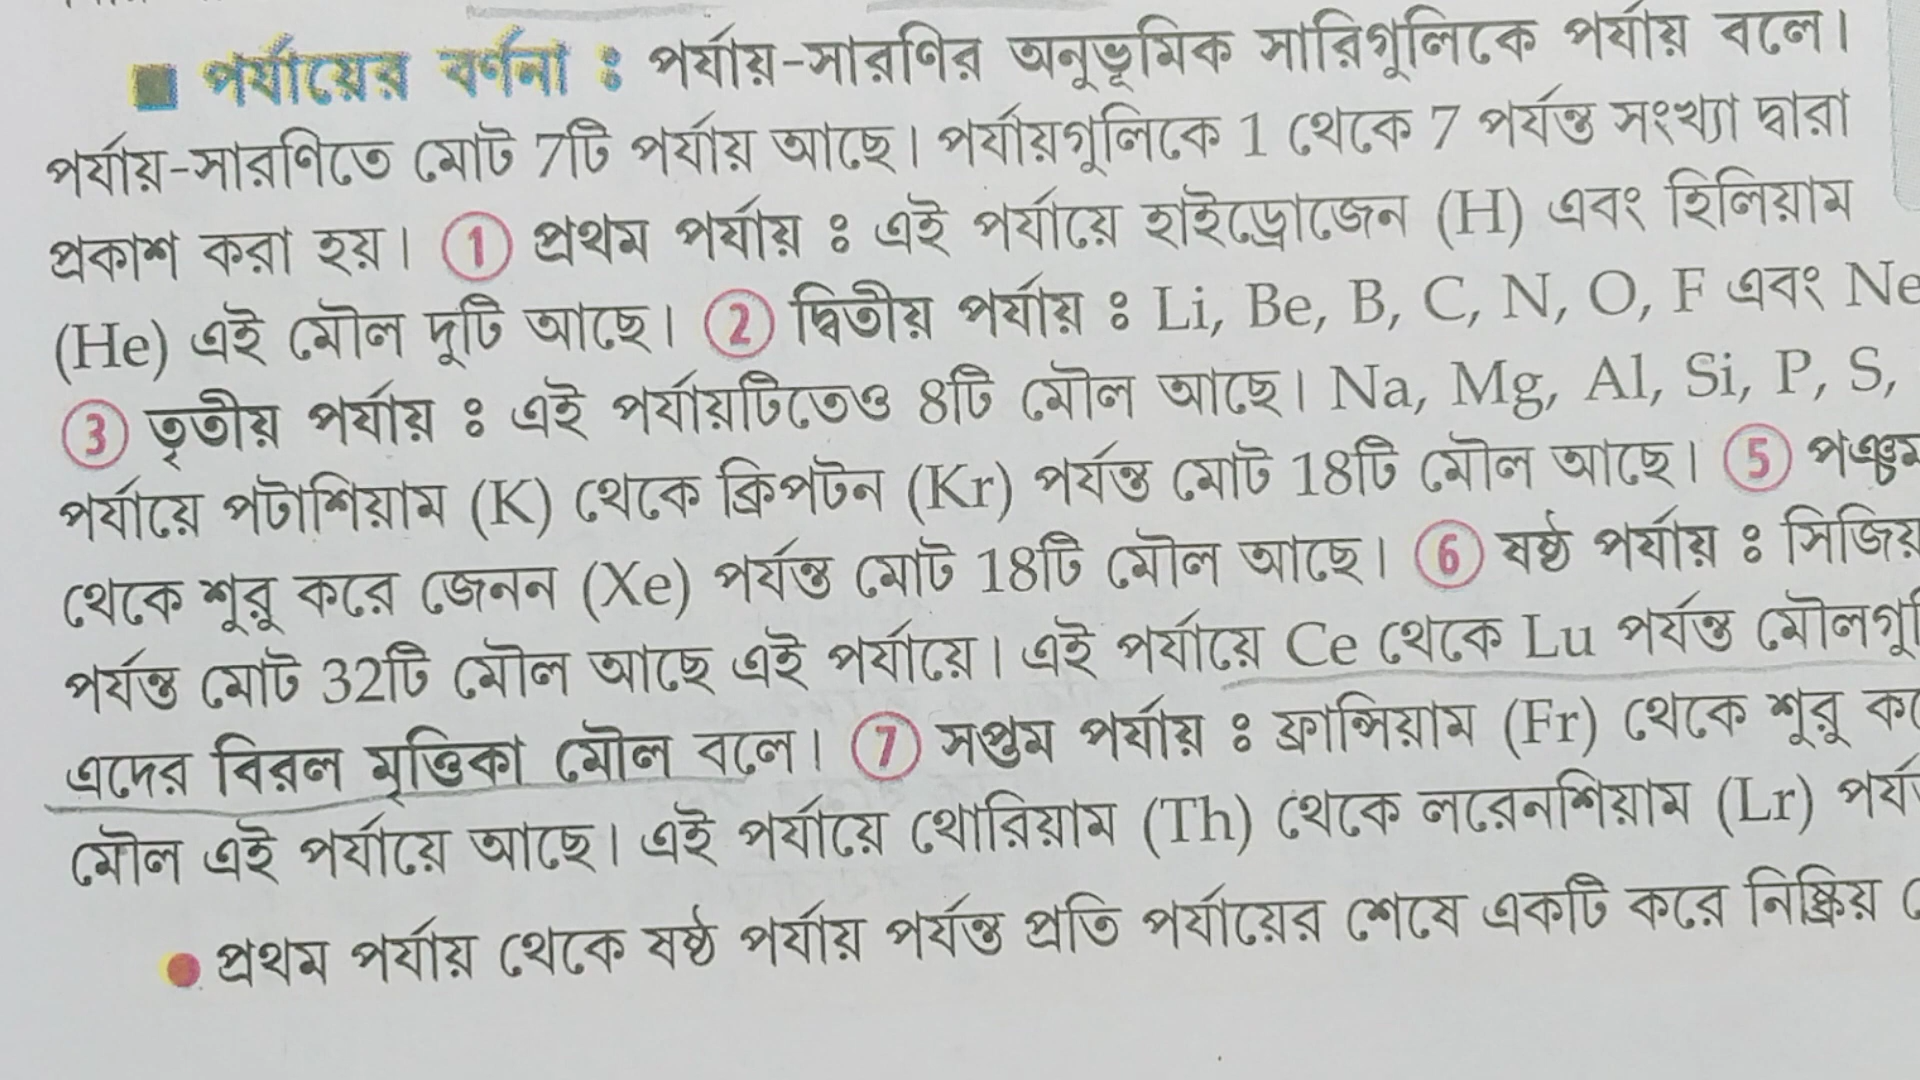 ■ পর্যায়ের বর্ণনা : পর্যায়-সারণির অনুভূমিক সারিগুলিকে পর্যায় বলে।
পর্যায়-সারণিতে মোট 7টি পর্যায় আছে। পর্যায়গুলিকে 1 থেকে 7 পর্যন্ত সংখ্যা দ্বারা
প্রকাশ করা হয়। ① প্রথম পর্যায় : এই পর্যায়ে হাইড্রোজেন (H) এবং হিলিয়াম
(He) এই মৌল দুটি আছে। ② দ্বিতীয় পর্যায় : Li, Be, B, C, N, O, F এবং Ne
③ তৃতীয় পর্যায় : এই পর্যায়টিতেও 8টি মৌল আছে। Na, Mg, Al, Si, P, S,
পর্যায়ে পটাশিয়াম (K) থেকে ক্রিপটন (Kr) পর্যন্ত মোট 18টি মৌল আছে। ⑤ পঞ্চম
থেকে শুরু করে জেনন (Xe) পর্যন্ত মোট 18টি মৌল আছে। ⑥ ষষ্ঠ পর্যায় : সিজিয়
পর্যন্ত মোট 32টি মৌল আছে এই পর্যায়ে। এই পর্যায়ে Ce থেকে Lu পর্যন্ত মৌলগু
এদের বিরল মৃত্তিকা মৌল বলে। ⑦ সপ্তম পর্যায় : ফ্রান্সিয়াম (Fr) থেকে শুরু ক
মৌল এই পর্যায়ে আছে। এই পর্যায়ে থোরিয়াম (Th) থেকে লরেনশিয়াম (Lr) পর্য
● প্রথম পর্যায় থেকে ষষ্ঠ পর্যায় পর্যন্ত প্রতি পর্যায়ের শেষে একটি করে নিষ্ক্রিয়